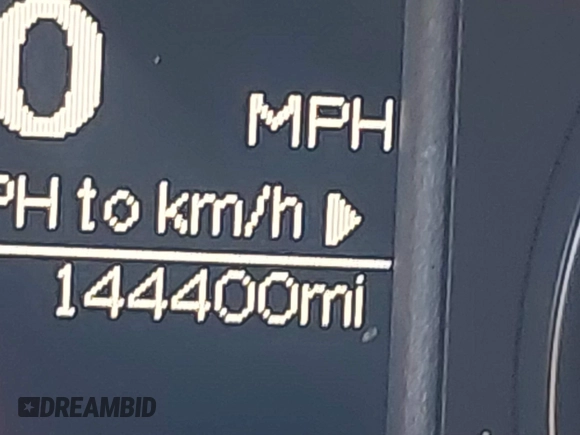 0
MPH
PH to km/h
144400mi
DREAMBID